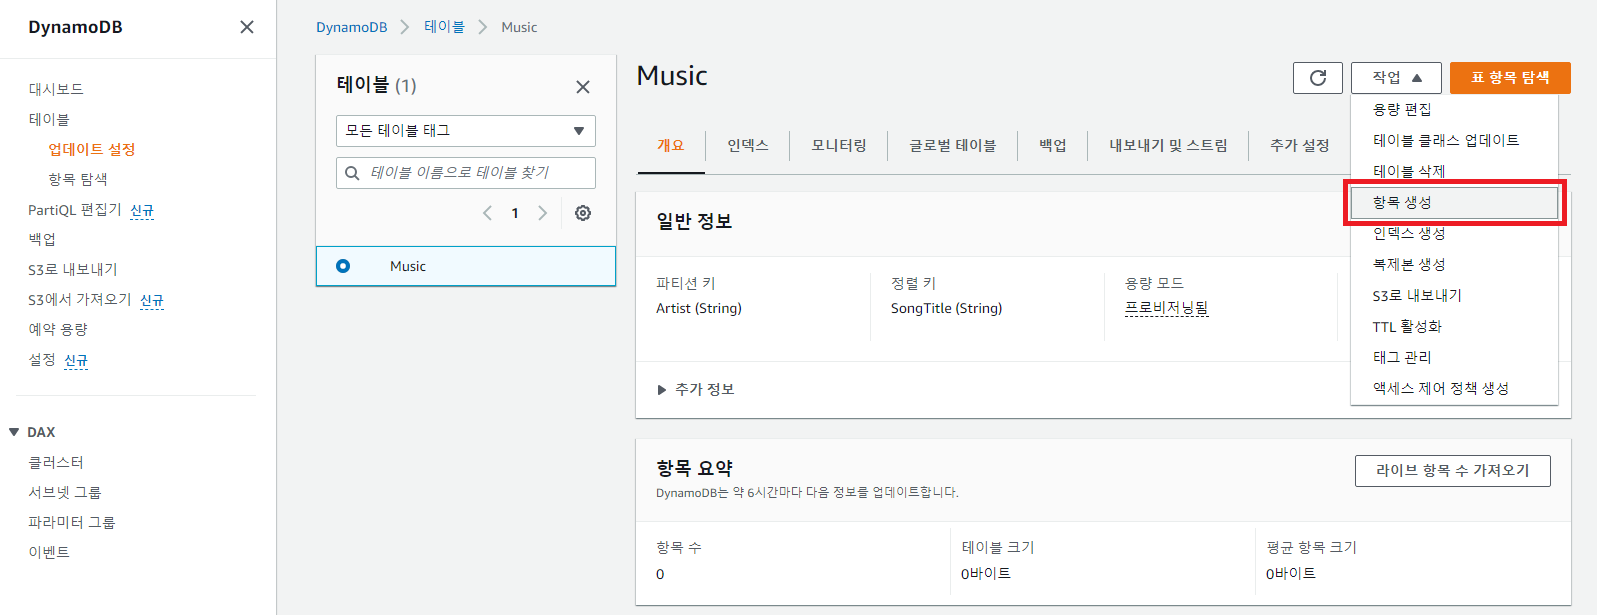 DynamoDB
대시보드
테이블
업데이트 설정
항목 탐색
PartiQL 편집기 신규
백업
S3로 내보내기
S3에서 가져오기 신규
예약 용량
설정 신규
DAX
클러스터
서브넷 그룹
파라미터 그룹
이벤트
DynamoDB 테이블 Music
테이블 (1)
모든 테이블 태그
테이블 이름으로 테이블 찾기
1
Music
Music
작업
표 항목 탐색
용량 편집
테이블 클래스 업데이트
테이블 삭제
항목 생성
인덱스 생성
복제본 생성
S3로 내보내기
TTL 활성화
태그 관리
액세스 제어 정책 생성
개요 인덱스 모니터링 글로벌 테이블 백업 내보내기 및 스트림 추가 설정
일반 정보
파티션 키
Artist (String)
정렬 키
SongTitle (String)
용량 모드
프로비저닝됨
추가 정보
항목 요약
DynamoDB는 약 6시간마다 다음 정보를 업데이트합니다.
라이브 항목 수 가져오기
항목 수
0
테이블 크기
0바이트
평균 항목 크기
0바이트